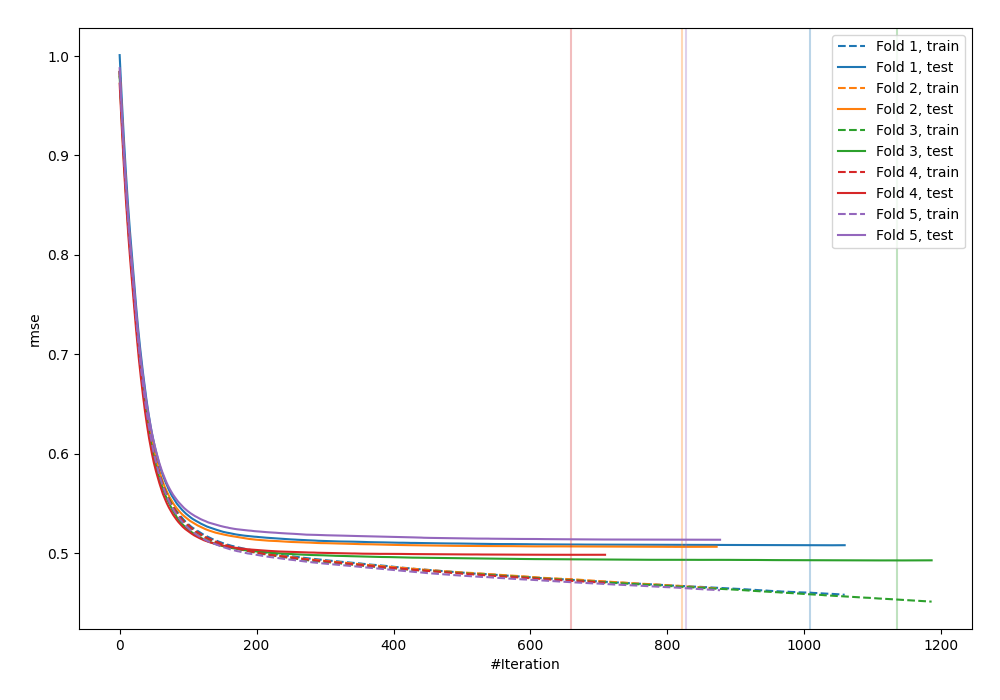 1.0
0.9
0.8
0.7
0.6
0.5
rmse
0
200
400
600
800
1000
1200
#Iteration
Fold 1, train
Fold 1, test
Fold 2, train
Fold 2, test
Fold 3, train
Fold 3, test
Fold 4, train
Fold 4, test
Fold 5, train
Fold 5, test